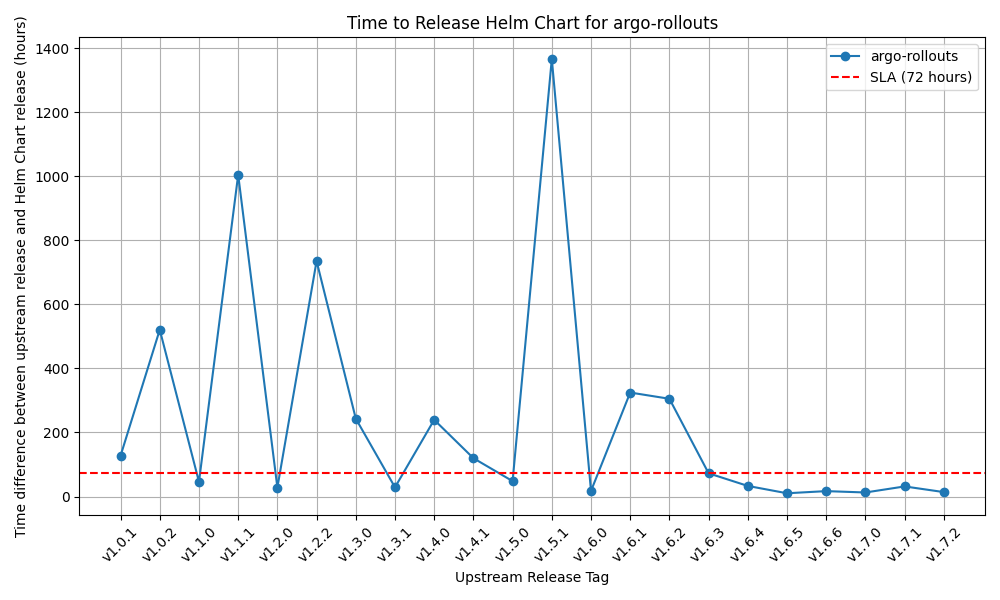 Time to Release Helm Chart for argo-rollouts
Time difference between upstream release and Helm Chart release (hours)
1400
1200
1000
800
600
400
200
0
argo-rollouts
SLA (72 hours)
v1.0.1
v1.0.2
v1.1.0
v1.1.1
v1.2.0
v1.2.2
v1.3.0
v1.3.1
v1.4.0
v1.4.1
v1.5.0
v1.5.1
v1.6.0
v1.6.1
v1.6.2
v1.6.3
v1.6.4
v1.6.5
v1.6.6
v1.7.0
v1.7.1
v1.7.2
Upstream Release Tag